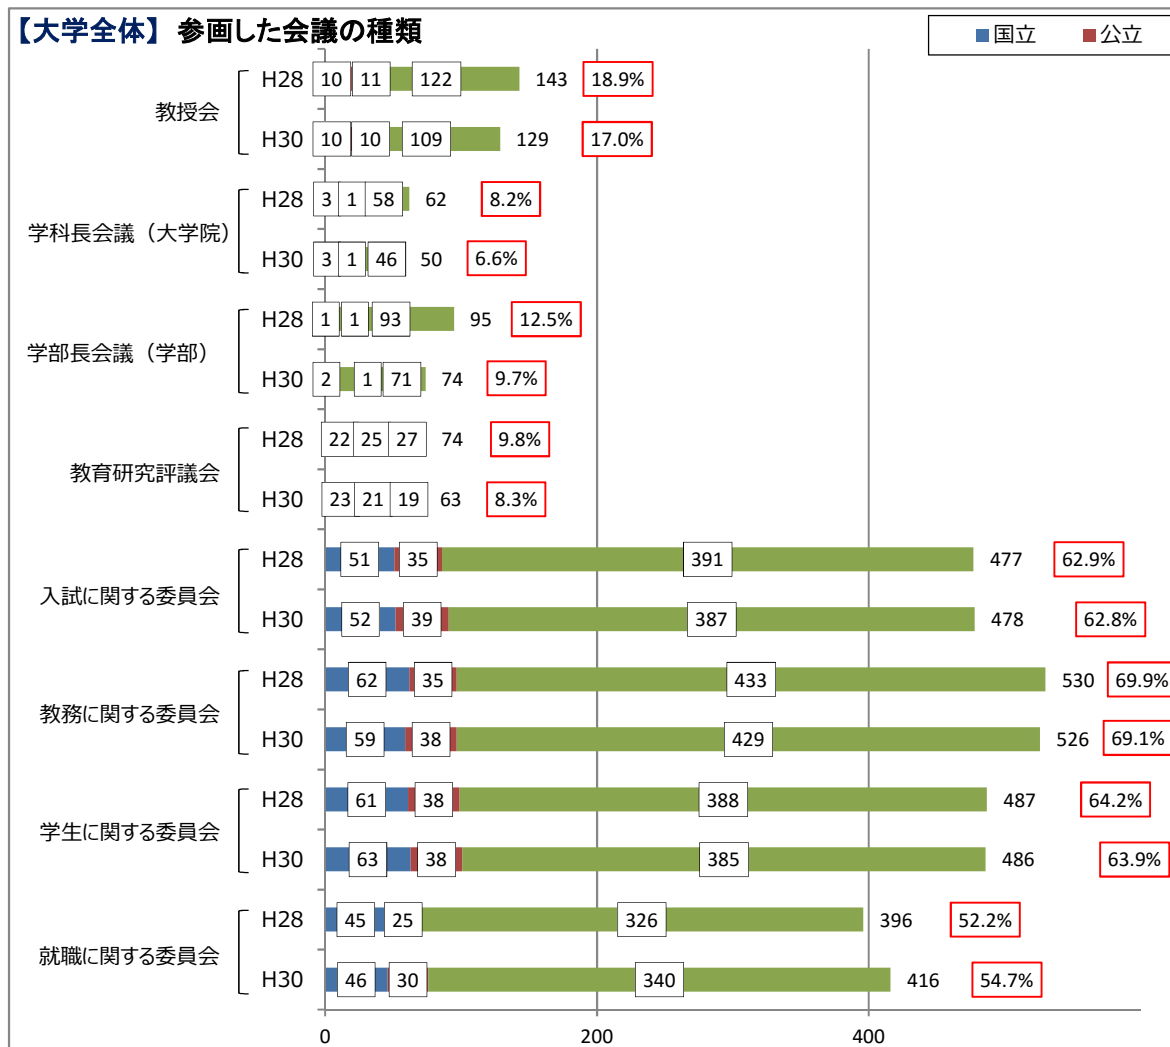 【大学全体】 参画した会議の種類
国立 公立
教授会
H28 10 11 122 143 18.9%
H30 10 10 109 129 17.0%
学科長会議（大学院）
H28 3 1 58 62 8.2%
H30 3 1 46 50 6.6%
学部長会議（学部）
H28 1 1 93 95 12.5%
H30 2 1 71 74 9.7%
教育研究評議会
H28 22 25 27 74 9.8%
H30 23 21 19 63 8.3%
入試に関する委員会
H28 51 35 391 477 62.9%
H30 52 39 387 478 62.8%
教務に関する委員会
H28 62 35 433 530 69.9%
H30 59 38 429 526 69.1%
学生に関する委員会
H28 61 38 388 487 64.2%
H30 63 38 385 486 63.9%
就職に関する委員会
H28 45 25 326 396 52.2%
H30 46 30 340 416 54.7%
0 200 400